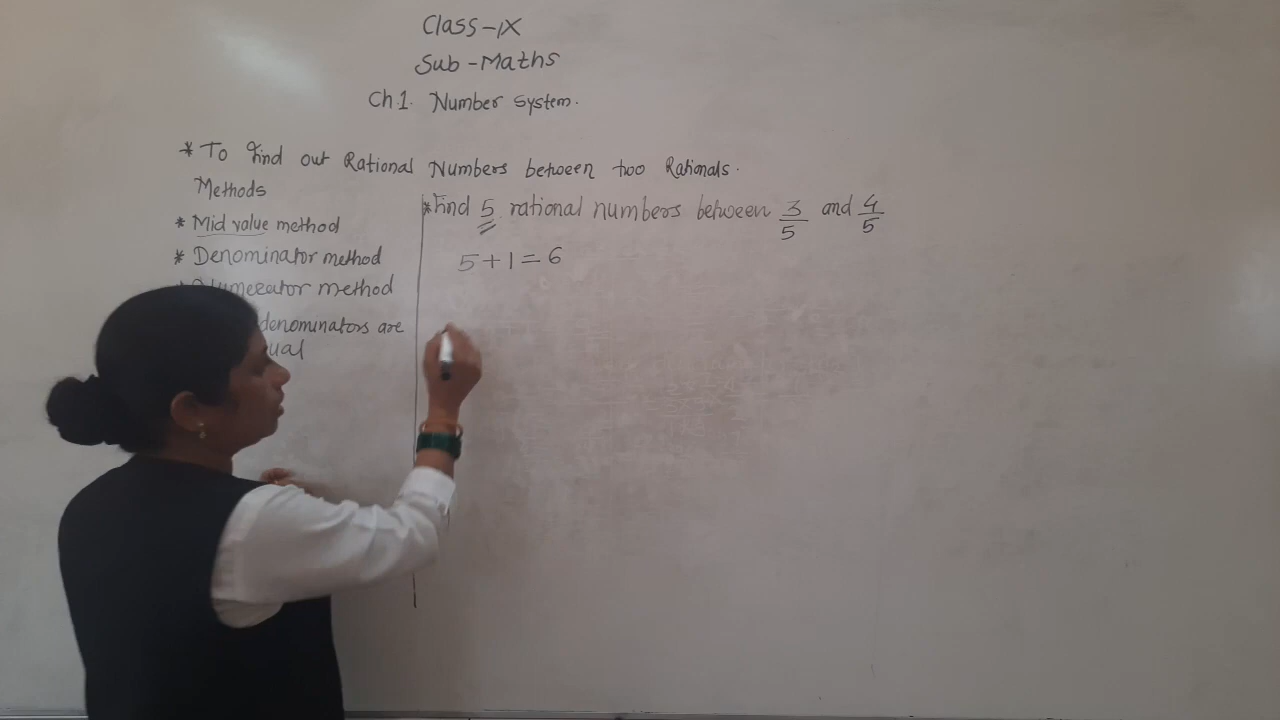 Class-IX
Sub-Maths
Ch.1. Number System.
* To find out Rational Numbers between two Rationals.
Methods
* Mid value method
* Denominator method
Numerator method
denominators are
* Find 5 rational numbers between 3/5 and 4/5
5+1=6